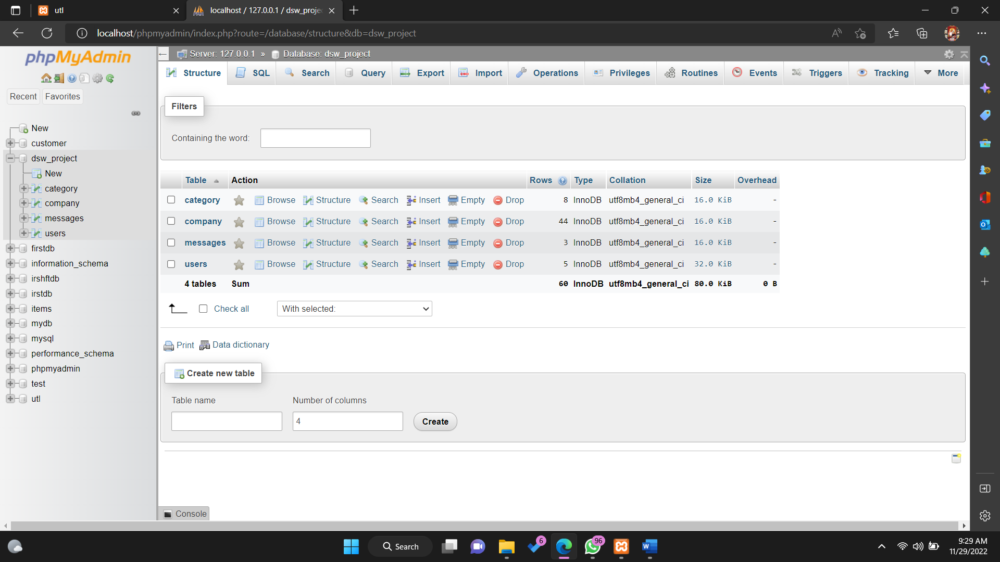 utl
localhost / 127.0.0.1 / dsw_proje
localhost/phpmyadmin/index.php?route=/database/structure&db=dsw_project
phpMyAdmin
Recent Favorites
New
customer
dsw_project
New
category
company
messages
users
firstdb
information_schema
irshftdb
irstdb
items
mydb
mysql
performance_schema
phpmyadmin
test
utl
Server: 127.0.0.1 » Database: dsw_project
Structure SQL Search Query Export Import Operations Privileges Routines Events Triggers Tracking More
Filters
Containing the word:
Table Action Rows Type Collation Size Overhead
category Browse Structure Search Insert Empty Drop 8 InnoDB utf8mb4_general_ci 16.0 KiB -
company Browse Structure Search Insert Empty Drop 44 InnoDB utf8mb4_general_ci 16.0 KiB -
messages Browse Structure Search Insert Empty Drop 3 InnoDB utf8mb4_general_ci 16.0 KiB -
users Browse Structure Search Insert Empty Drop 5 InnoDB utf8mb4_general_ci 32.0 KiB -
4 tables Sum 60 InnoDB utf8mb4_general_ci 80.0 KiB 0 B
Check all With selected:
Print Data dictionary
Create new table
Table name Number of columns
4 Create
Console
Search 6 96
9:29 AM
11/29/2022